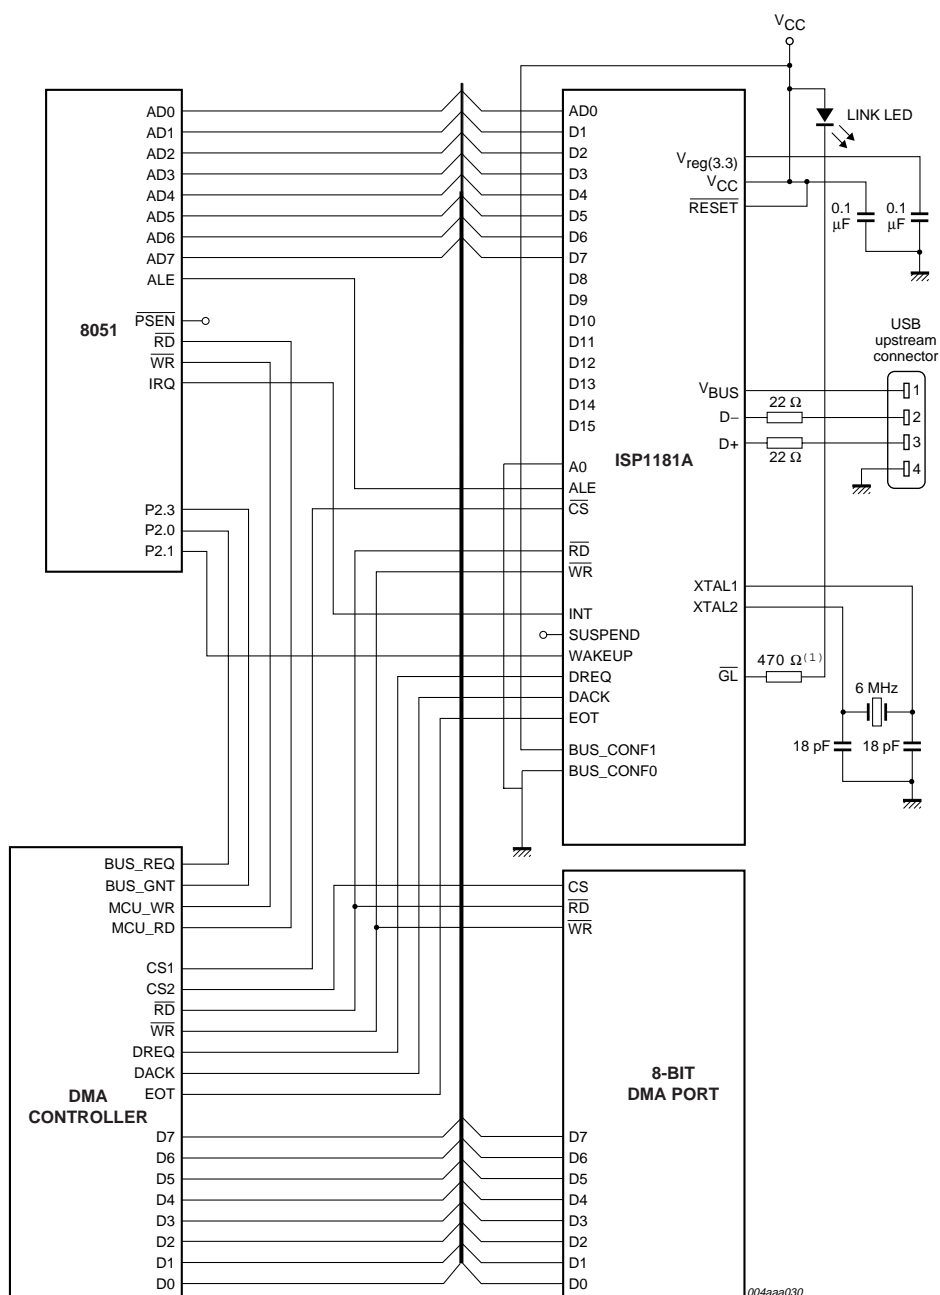 VCC
LINK LED
8051
AD0
AD1
AD2
AD3
AD4
AD5
AD6
AD7
ALE
PSEN
RD
WR
IRQ
P2.3
P2.0
P2.1
ISP1181A
AD0
D1
D2
D3
D4
D5
D6
D7
D8
D9
D10
D11
D12
D13
D14
D15
A0
ALE
CS
RD
WR
INT
SUSPEND
WAKEUP
DREQ
DACK
EOT
BUS_CONF1
BUS_CONF0
Vreg(3.3)
VCC
RESET
0.1
μF
0.1
μF
USB
upstream
connector
VBUS
D−
D+
22 Ω
22 Ω
1
2
3
4
XTAL1
XTAL2
GL
470 Ω(1)
6 MHz
18 pF
18 pF
DMA
CONTROLLER
BUS_REQ
BUS_GNT
MCU_WR
MCU_RD
CS1
CS2
RD
WR
DREQ
DACK
EOT
D7
D6
D5
D4
D3
D2
D1
D0
8-BIT
DMA PORT
CS
RD
WR
D7
D6
D5
D4
D3
D2
D1
D0
004aaa030